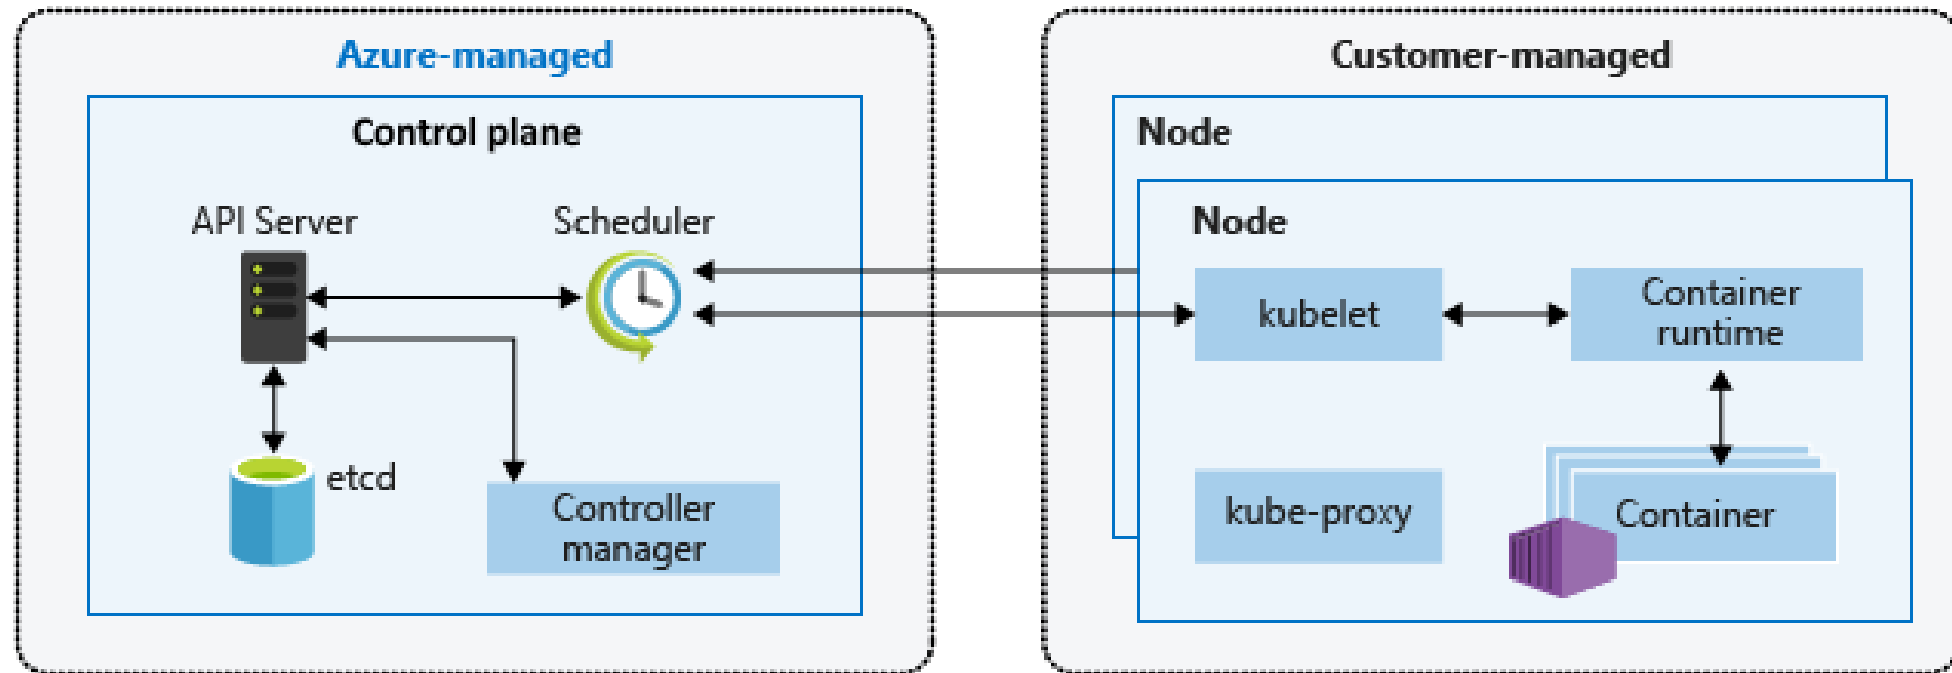 Azure-managed
Control plane
API Server
Scheduler
etcd
Controller
manager
Customer-managed
Node
Node
kubelet
Container
runtime
kube-proxy
Container